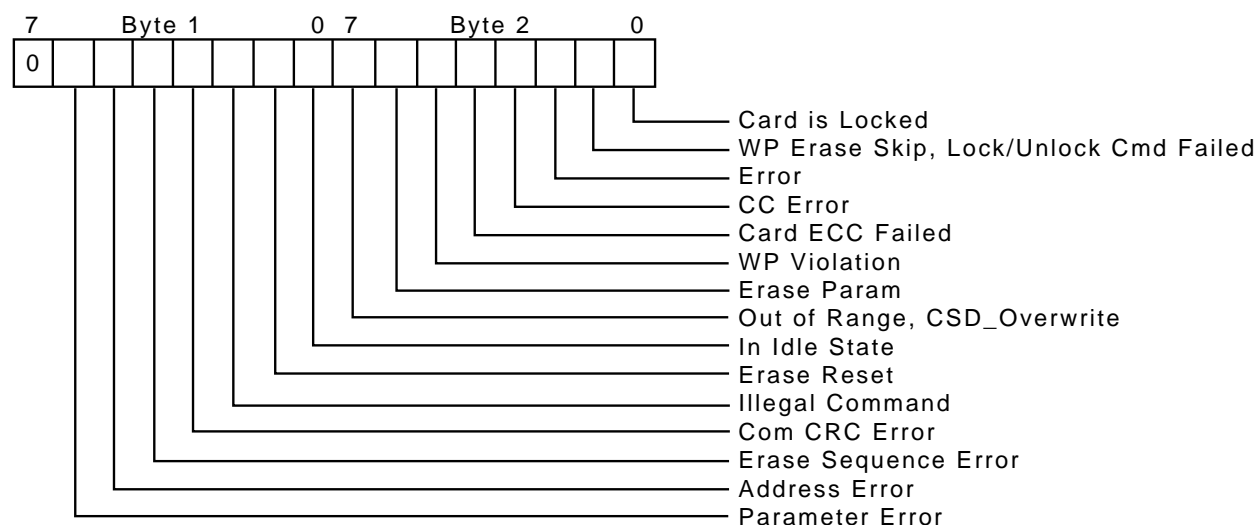 7 Byte 1 0 7 Byte 2 0
0
Card is Locked
WP Erase Skip, Lock/Unlock Cmd Failed
Error
CC Error
Card ECC Failed
WP Violation
Erase Param
Out of Range, CSD_Overwrite
In Idle State
Erase Reset
Illegal Command
Com CRC Error
Erase Sequence Error
Address Error
Parameter Error